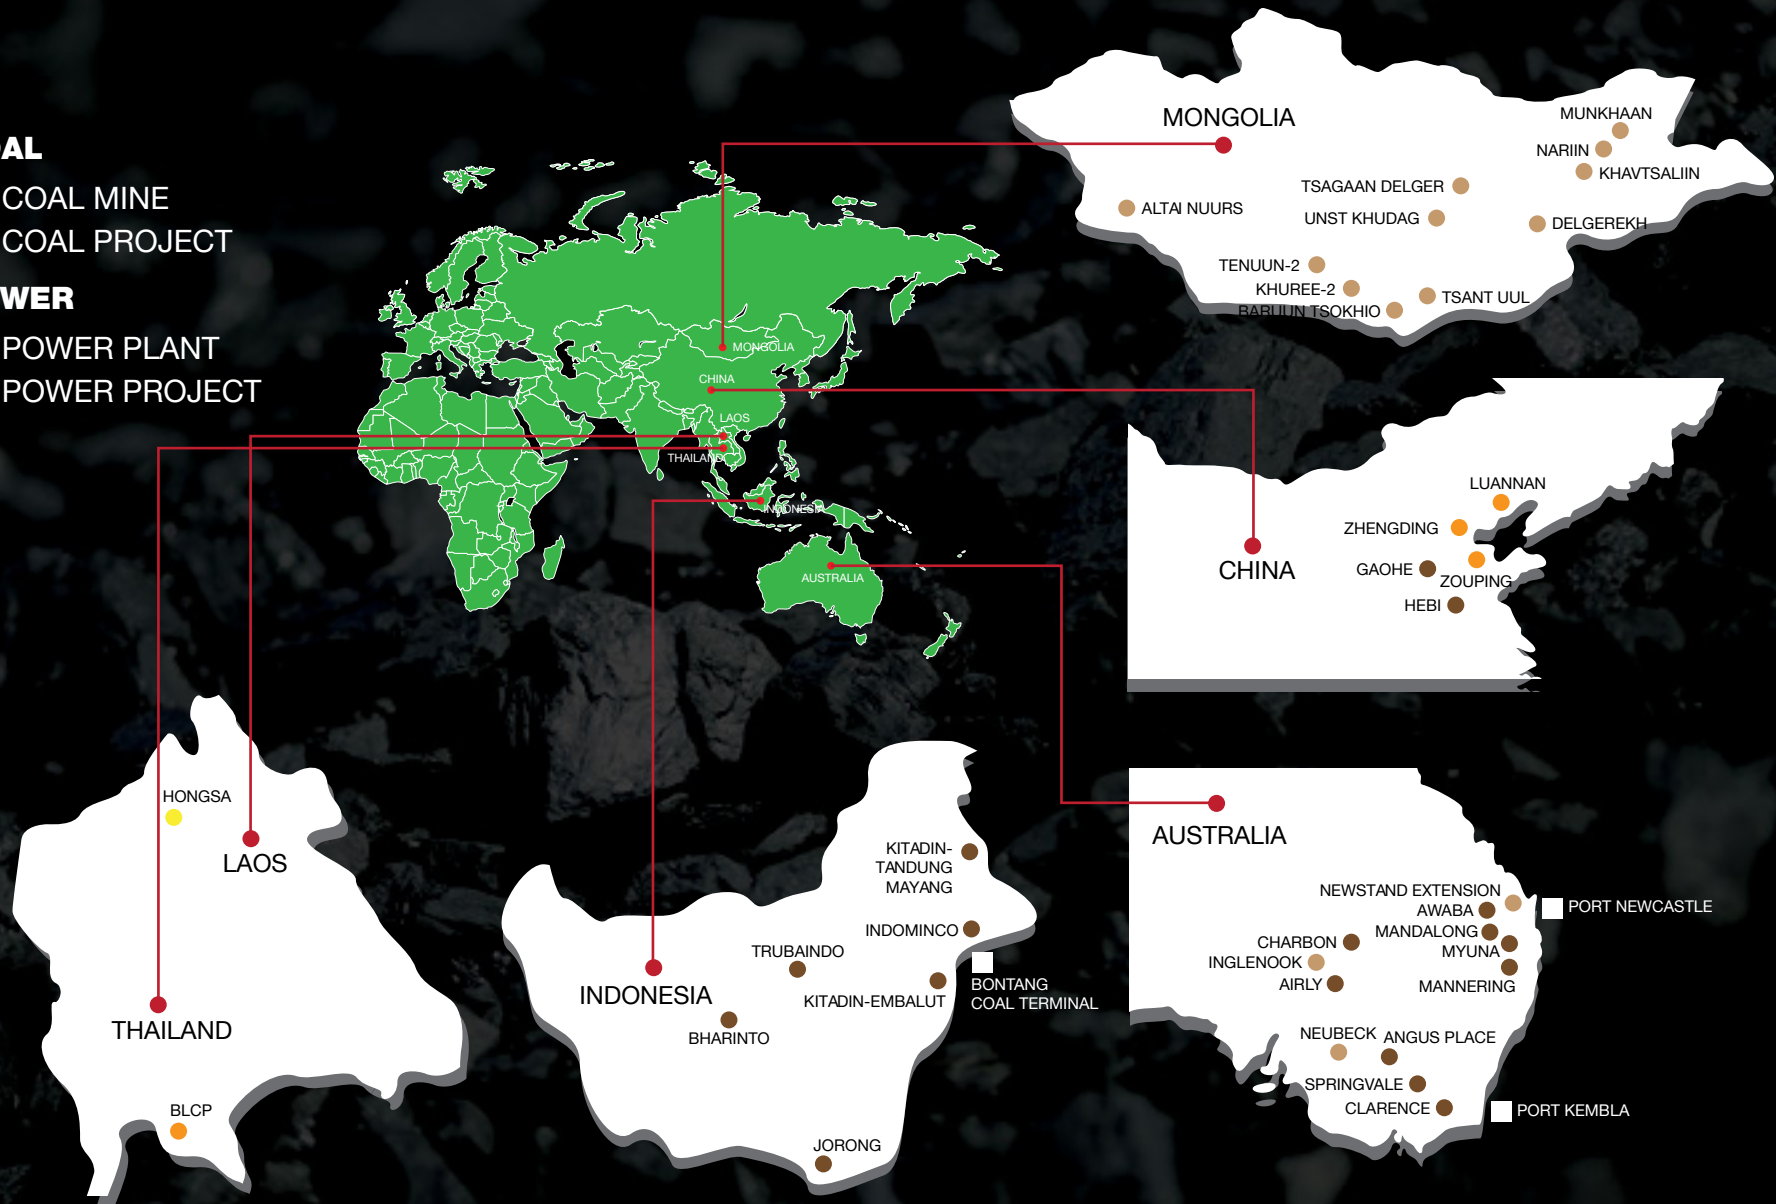 AL
COAL MINE
COAL PROJECT
WER
POWER PLANT
POWER PROJECT
MONGOLIA
CHINA
LAOS
THAILAND
INDONESIA
AUSTRALIA
MONGOLIA
MUNKHAAN
NARIIN
KHAVTSALIIN
TSAGAAN DELGER
ALTAI NUURS
UNST KHUDAG
DELGEREKH
TENUUN-2
KHUREE-2
TSANT UUL
BARUUN TSOKHIO
LUANNAN
ZHENGDING
CHINA
GAOHE
ZOUPING
HEBI
HONGSA
LAOS
THAILAND
BLCP
KITADIN-
TANDUNG
MAYANG
INDOMINCO
TRUBAINDO
INDONESIA
KITADIN-EMBALUT
BONTANG
COAL TERMINAL
BHARINTO
JORONG
AUSTRALIA
NEWSTAND EXTENSION
PORT NEWCASTLE
AWABA
MANDALONG
CHARBON
MYUNA
INGLENOOK
AIRLY
MANNERING
NEUBECK
ANGUS PLACE
SPRINGVALE
CLARENCE
PORT KEMBLA